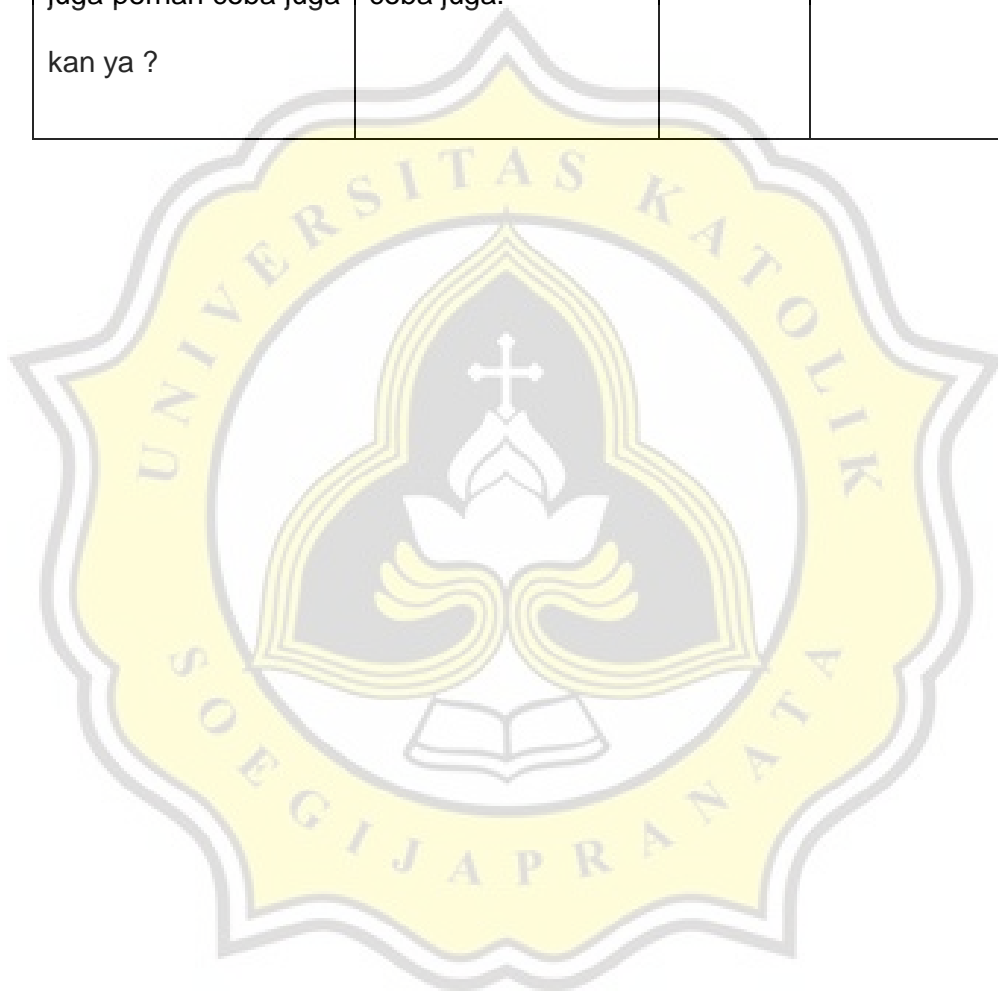 juga pernah coba juga
coba juga.
kan ya ?
UNIVERSITAS KATOLIK
SOEGIJAPRANATA